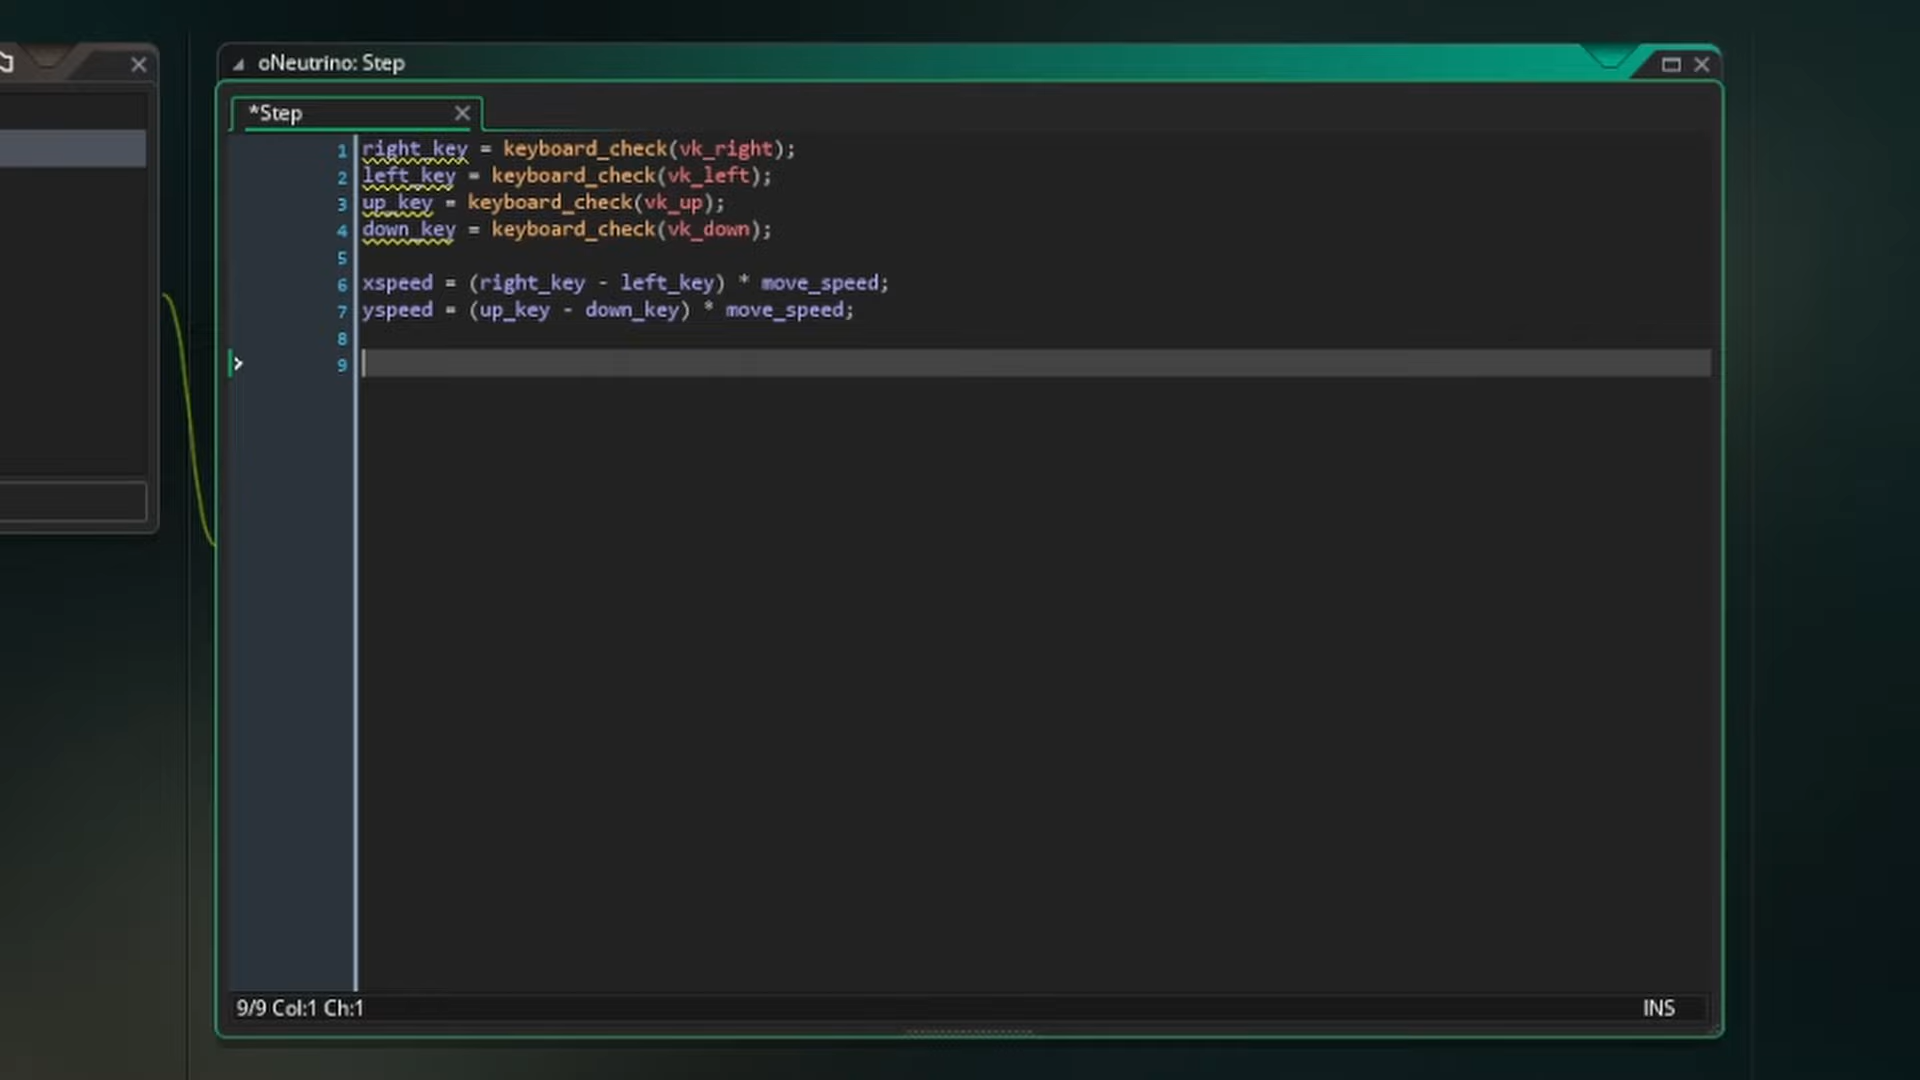 oNeutrino: Step
*Step
1 right_key = keyboard_check(vk_right);
2 left_key = keyboard_check(vk_left);
3 up_key = keyboard_check(vk_up);
4 down_key = keyboard_check(vk_down);
5
6 xspeed = (right_key - left_key) * move_speed;
7 yspeed = (up_key - down_key) * move_speed;
8
9
9/9 Col:1 Ch:1
INS